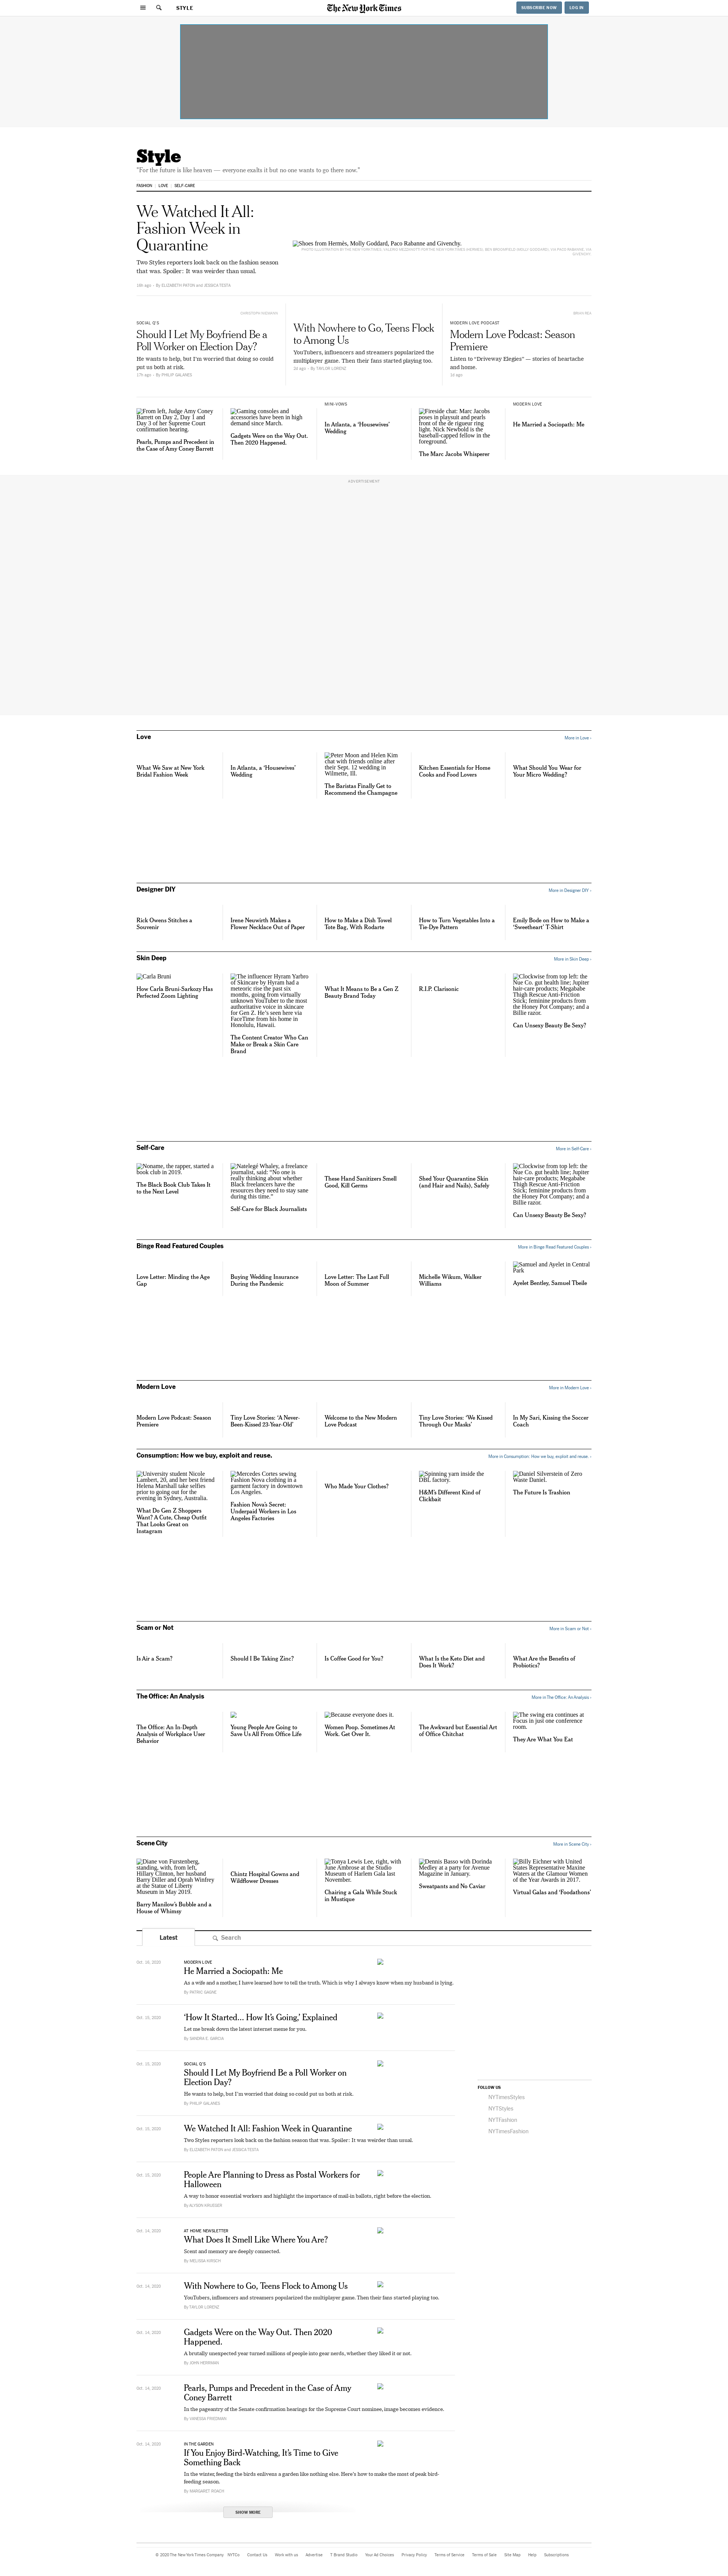 STYLE
The New York Times
SUBSCRIBE NOW
LOG IN
Style
"For the future is like heaven — everyone exalts it but no one wants to go there now."
FASHION
LOVE
SELF-CARE
We Watched It All:
Fashion Week in
Quarantine
Two Styles reporters look back on the fashion season
that was. Spoiler: It was weirder than usual.
16h ago By ELIZABETH PATON and JESSICA TESTA
Shoes from Hermès, Molly Goddard, Paco Rabanne and Givenchy.
SOCIAL Q'S
Should I Let My Boyfriend Be a
Poll Worker on Election Day?
He wants to help, but I'm worried that doing so could
put us both at risk.
17h ago By PHILIP GALANES
With Nowhere to Go, Teens Flock
to Among Us
YouTubers, influencers and streamers popularized the
multiplayer game. Then their fans started playing too.
1d ago By TAYLOR LORENZ
MODERN LOVE PODCAST
Modern Love Podcast: Season
Premiere
Listen to "Driveway Elegies" — stories of heartache
and home.
1d ago
From left, Judge Amy Coney
Barrett on Day 2, Day 1 and
Day 3 of her Supreme Court
confirmation hearing.
Pearls, Pumps and Precedent in
the Case of Amy Coney Barrett
Gaming consoles and
accessories have been in high
demand since March.
Gadgets Were on the Way Out.
Then 2020 Happened.
MINI-VOWS
In Atlanta, a 'Housewives'
Wedding
Fireside chat: Marc Jacobs
poses in playsuit and pearls
front of the de rigueur ring
light. Nick Newbold is the
baseball-capped fellow in the
foreground.
The Marc Jacobs Whisperer
MODERN LOVE
He Married a Sociopath: Me
ADVERTISEMENT
Love
More in Love ›
What We Saw at New York
Bridal Fashion Week
In Atlanta, a 'Housewives'
Wedding
Peter Moon and Helen Kim
chat with friends online after
their Sept. 12 wedding in
Wilmette, Ill.
The Baristas Finally Get to
Recommend the Champagne
Kitchen Essentials for Home
Cooks and Food Lovers
What Should You Wear for
Your Micro Wedding?
Designer DIY
More in Designer DIY ›
Rick Owens Stitches a
Souvenir
Irene Neuwirth Makes a
Flower Necklace Out of Paper
How to Make a Dish Towel
Tote Bag, With Rodarte
How to Turn Vegetables Into a
Tie-Dye Pattern
Emily Bode on How to Make a
'Sweetheart' T-Shirt
Skin Deep
More in Skin Deep ›
Carla Bruni
How Carla Bruni-Sarkozy Has
Perfected Zoom Lighting
The influencer Hyram Yarbro
of Skincare by Hyram had a
meteoric rise the past six
months, going from virtually
unknown YouTuber to the most
authoritative voice in skincare
for Gen Z. He's seen here via
FaceTime from his home in
Honolulu, Hawaii.
The Content Creator Who Can
Make or Break a Skin Care
Brand
What It Means to Be a Gen Z
Beauty Brand Today
R.I.P. Clarisonic
Clockwise from top left: the
Nue Co. gut health line; Jupiter
hair-care products; Megababe
Thigh Rescue Anti-Friction
Stick; feminine products from
the Honey Pot Company; and a
Billie razor.
Can Unsexy Beauty Be Sexy?
Self-Care
More in Self-Care ›
Noname, the rapper, started a
book club in 2019.
The Black Book Club Takes It
to the Next Level
Natelegé Whaley, a freelance
journalist, said: "No one is
really thinking about whether
Black freelancers have the
resources they need to stay sane
during this time."
Self-Care for Black Journalists
These Hand Sanitizers Smell
Good, Kill Germs
Shed Your Quarantine Skin
(and Hair and Nails), Safely
Clockwise from top left: the
Nue Co. gut health line; Jupiter
hair-care products; Megababe
Thigh Rescue Anti-Friction
Stick; feminine products from
the Honey Pot Company; and a
Billie razor.
Can Unsexy Beauty Be Sexy?
Binge Read Featured Couples
More in Binge Read Featured Couples ›
Love Letter: Minding the Age
Gap
Buying Wedding Insurance
During the Pandemic
Love Letter: The Last Full
Moon of Summer
Michelle Wikum, Walker
Williams
Samuel and Ayelet in Central
Park
Ayelet Bentley, Samuel Theile
Modern Love
More in Modern Love ›
Modern Love Podcast: Season
Premiere
Tiny Love Stories: 'A Never-
Been-Kissed 23-Year-Old'
Welcome to the New Modern
Love Podcast
Tiny Love Stories: 'We Kissed
Through Our Masks'
In My Sari, Kissing the Soccer
Coach
Consumption: How we buy, exploit and reuse.
More in Consumption: How we buy, exploit and reuse. ›
University student Nicole
Lambert, 20, and her best friend
Helena Marshall take selfies
prior to going out for the
evening in Sydney, Australia.
What Do Gen Z Shoppers
Want? A Cute, Cheap Outfit
That Looks Great on
Instagram
Mercedes Cortes sewing
Fashion Nova clothing in a
garment factory in downtown
Los Angeles.
Fashion Nova's Secret:
Underpaid Workers in Los
Angeles Factories
Who Made Your Clothes?
Spinning yarn inside the
DBL factory.
H&M's Different Kind of
Clickbait
Daniel Silverstein of Zero
Waste Daniel.
The Future Is Trashion
Scam or Not
More in Scam or Not ›
Is Air a Scam?
Should I Be Taking Zinc?
Is Coffee Good for You?
What Is the Keto Diet and
Does It Work?
What Are the Benefits of
Probiotics?
The Office: An Analysis
More in The Office: An Analysis ›
The Office: An In-Depth
Analysis of Workplace User
Behavior
Young People Are Going to
Save Us All From Office Life
Because everyone does it.
Women Poop. Sometimes At
Work. Get Over It.
The Awkward but Essential Art
of Office Chitchat
The swing era continues at
Focus in just one conference
room.
They Are What You Eat
Scene City
More in Scene City ›
Diane von Furstenberg,
standing, with, from left,
Hillary Clinton, her husband
Barry Diller and Oprah Winfrey
at the Statue of Liberty
Museum in May 2019.
Barry Manilow's Bubble and a
House of Whimsy
Chintz Hospital Gowns and
Wildflower Dresses
Tonya Lewis Lee, right, with
June Ambrose at the Studio
Museum of Harlem Gala last
November.
Chairing a Gala While Stuck
in Mustique
Dennis Basso with Dorinda
Medley at a party for Avenue
Magazine in January.
Sweatpants and No Caviar
Billy Eichner with United
States Representative Maxine
Waters at the Glamour Women
of the Year Awards in 2017.
Virtual Galas and 'Foodathons'
Latest
Search
Oct. 16, 2020
MODERN LOVE
He Married a Sociopath: Me
As a wife and a mother, I have learned how to tell the truth. Which is why I always know when my husband is lying.
By PATRIC GAGNE
Oct. 16, 2020
'How It Started… How It's Going,' Explained
Let me break down the latest internet meme for you.
By SANDRA E. GARCIA
Oct. 15, 2020
SOCIAL Q'S
Should I Let My Boyfriend Be a Poll Worker on
Election Day?
He wants to help, but I'm worried that doing so could put us both at risk.
By PHILIP GALANES
Oct. 15, 2020
We Watched It All: Fashion Week in Quarantine
Two Styles reporters look back on the fashion season that was. Spoiler: It was weirder than usual.
By ELIZABETH PATON and JESSICA TESTA
Oct. 15, 2020
People Are Planning to Dress as Postal Workers for
Halloween
A way to honor essential workers and highlight the importance of mail-in ballots, right before the election.
By ALYSON KRUEGER
Oct. 14, 2020
AT HOME NEWSLETTER
What Does It Smell Like Where You Are?
Scent and memory are deeply connected.
By MELISSA KIRSCH
Oct. 14, 2020
With Nowhere to Go, Teens Flock to Among Us
YouTubers, influencers and streamers popularized the multiplayer game. Then their fans started playing too.
By TAYLOR LORENZ
Oct. 14, 2020
Gadgets Were on the Way Out. Then 2020
Happened.
A brutally unexpected year turned millions of people into gear nerds, whether they liked it or not.
By JOHN HERRMAN
Oct. 14, 2020
Pearls, Pumps and Precedent in the Case of Amy
Coney Barrett
In the pageantry of the Senate confirmation hearings for the Supreme Court nominee, image becomes evidence.
By VANESSA FRIEDMAN
Oct. 14, 2020
IN THE GARDEN
If You Enjoy Bird-Watching, It's Time to Give
Something Back
In the winter, feeding the birds enlivens a garden like nothing else. Here's how to make the most of peak bird-
feeding season.
By MARGARET ROACH
SHOW MORE
FOLLOW US
NYTimesStyles
NYTStyles
NYTFashion
NYTimesFashion
© 2020 The New York Times Company
NYTCo
Contact Us
Work with us
Advertise
T Brand Studio
Your Ad Choices
Privacy Policy
Terms of Service
Terms of Sale
Site Map
Help
Subscriptions